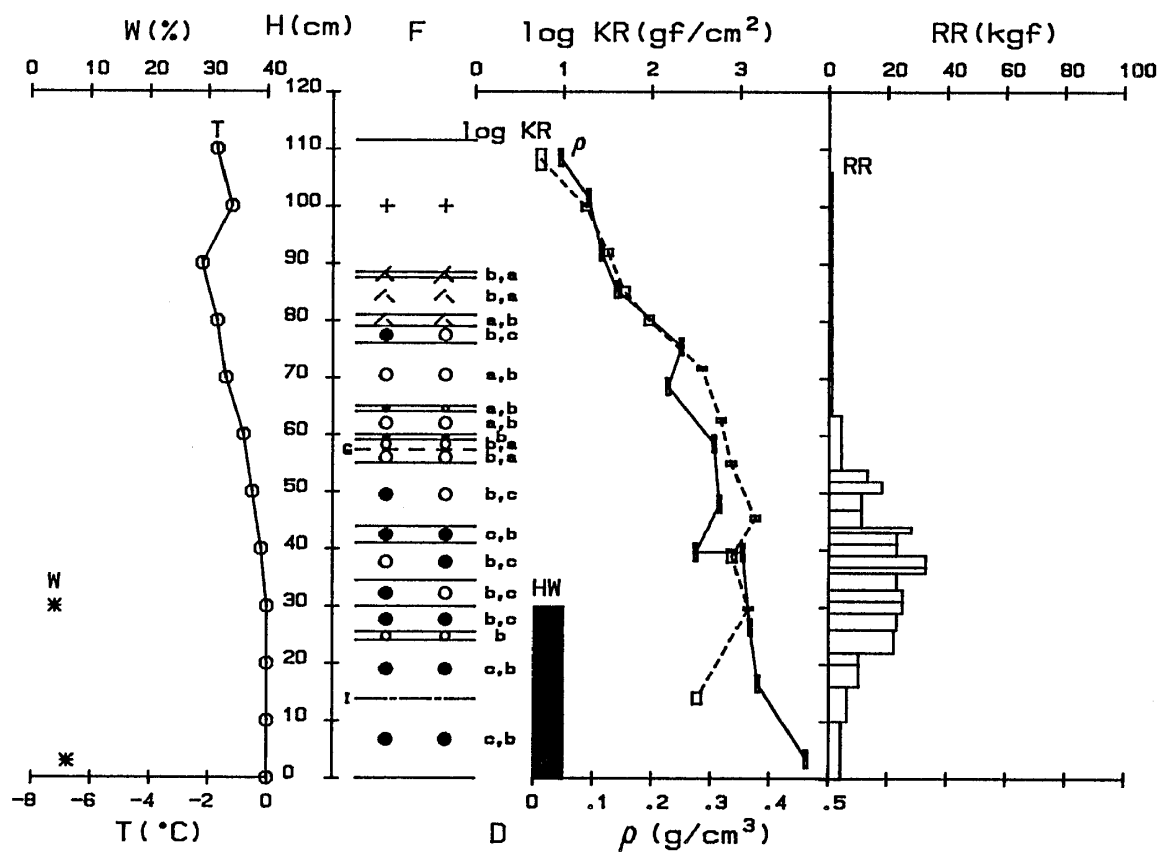 W(%) H(cm) F log KR(gf/cm²) RR(kgf)
0 10 20 30 40 0 1 2 3 0 20 40 60 100
120
T log KR ρ
110
RR
100
90
b,a
b,a
80 a,b
b,c
70 a,b
a,b
a,b
60 b
b,a
G b,a
50 b,c
c,b
40
b,c
W HW
b,c
30
b,c
b
20 c,b
I
10
c,b
0
-8 -6 -4 -2 0 0 .1 .2 .3 .4 .5
T(°C) D ρ(g/cm³)